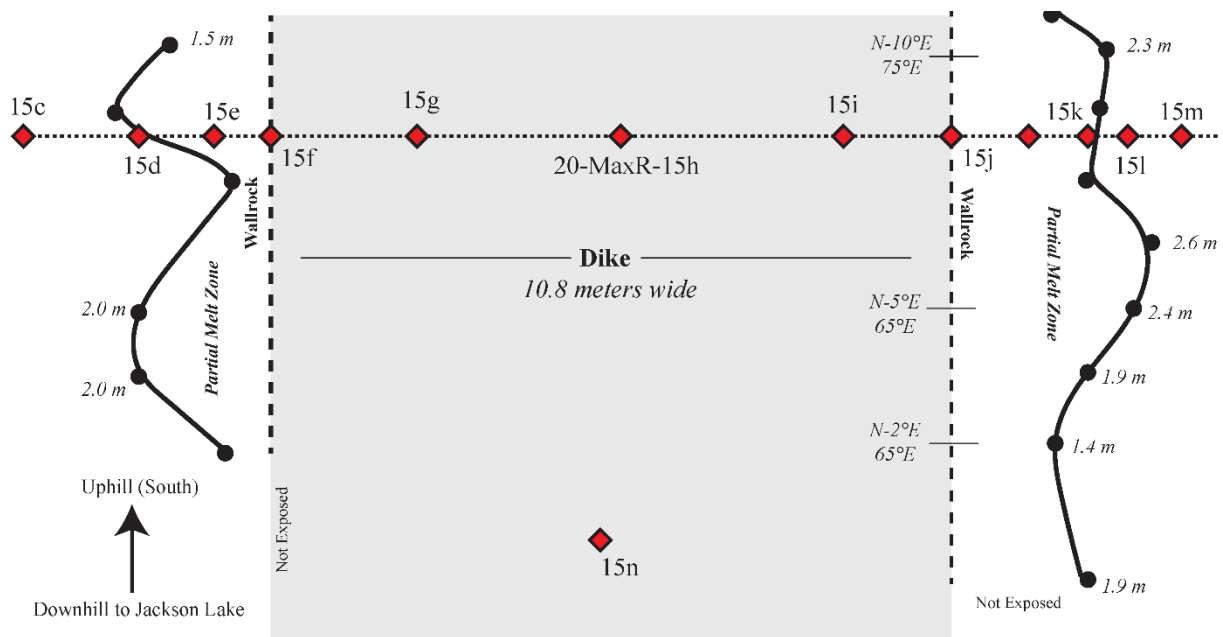 1.5 m
N-10°E
75°E
2.3 m
15c
15e
15g
15i
15k
15m
15d
15f
20-MaxR-15h
15j
15l
Wallrock
Partial Melt Zone
Dike
10.8 meters wide
Wallrock
Partial Melt Zone
2.6 m
2.0 m
N-5°E
65°E
2.4 m
2.0 m
1.9 m
N-2°E
65°E
1.4 m
Uphill (South)
Not Exposed
15n
1.9 m
Downhill to Jackson Lake
Not Exposed